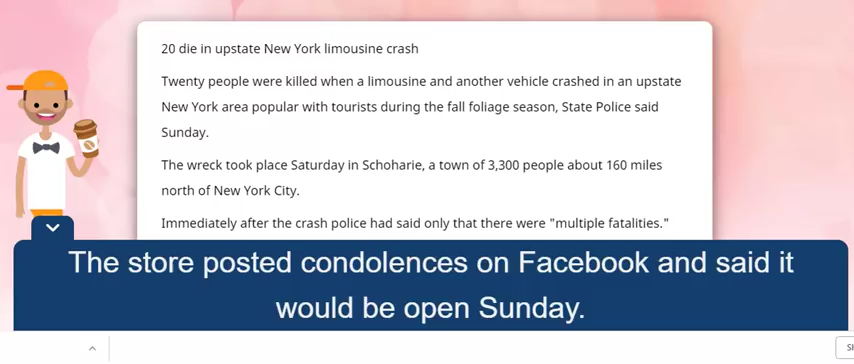 20 die in upstate New York limousine crash
Twenty people were killed when a limousine and another vehicle crashed in an upstate
New York area popular with tourists during the fall foliage season, State Police said
Sunday.
The wreck took place Saturday in Schoharie, a town of 3,300 people about 160 miles
north of New York City.
Immediately after the crash police had said only that there were "multiple fatalities."
The store posted condolences on Facebook and said it
would be open Sunday.